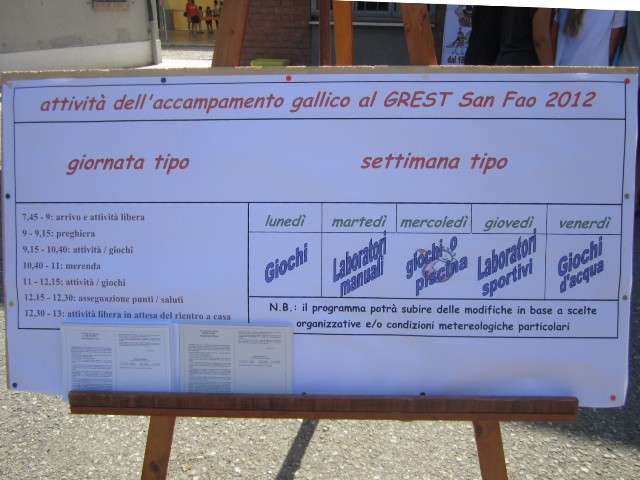 attività dell'accampamento gallico al GREST San Fao 2012
giornata tipo
settimana tipo
7,45 - 9: arrivo e attività libera
9 - 9,15: preghiera
9,15 - 10,40: attività / giochi
10,40 - 11: merenda
11 - 12,15: attività / giochi
12,15 - 12,30: assegnazione punti / saluti
12,30 - 13: attività libera in attesa del rientro a casa
lunedì martedì mercoledì giovedì venerdì
Giochi
Laboratori
manuali
giochi o
piscina
Laboratori
sportivi
Giochi
d'acqua
N.B.: il programma potrà subire delle modifiche in base a scelte
organizzative e/o condizioni metereologiche particolari